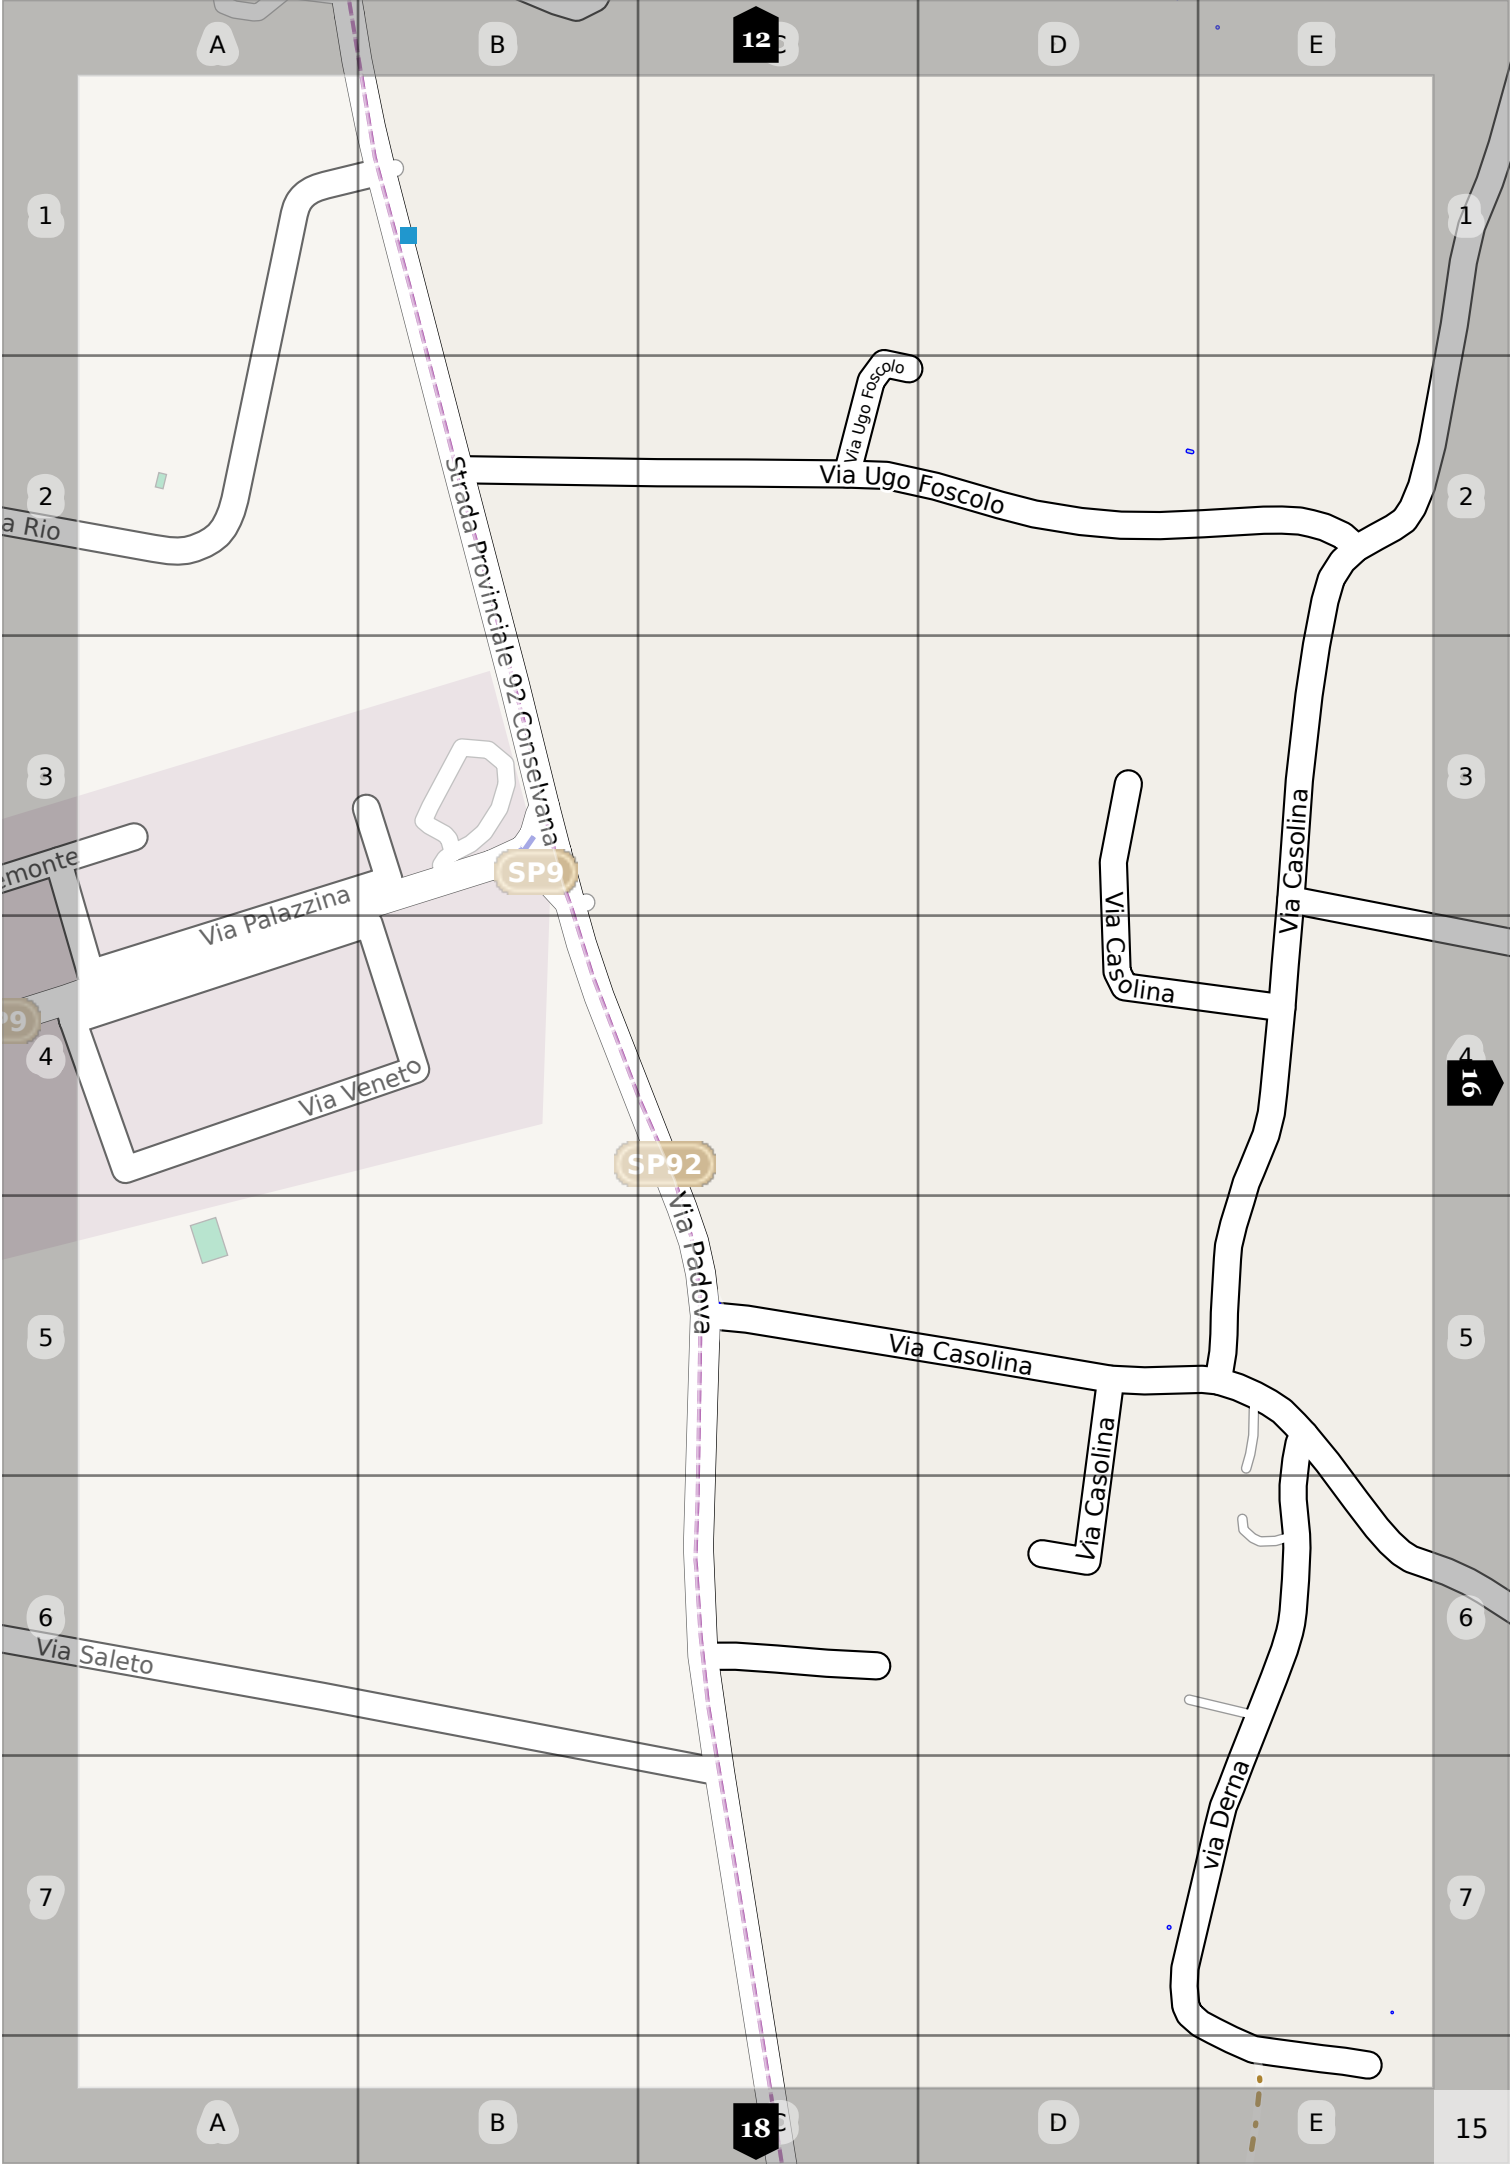 A
B
12
C
D
E
1
1
Via Ugo Foscolo
2
2
Via Ugo Foscolo
a Rio
Strada Provinciale 92 Conselvana
3
3
emonte
Via Palazzina
SP9
Via Casolina
Via Casolina
P9
4
4
16
Via Veneto
SP92
Via Padova
5
5
Via Casolina
Via Casolina
6
6
Via Saleto
via Derna
7
7
A
B
18
C
D
E
15